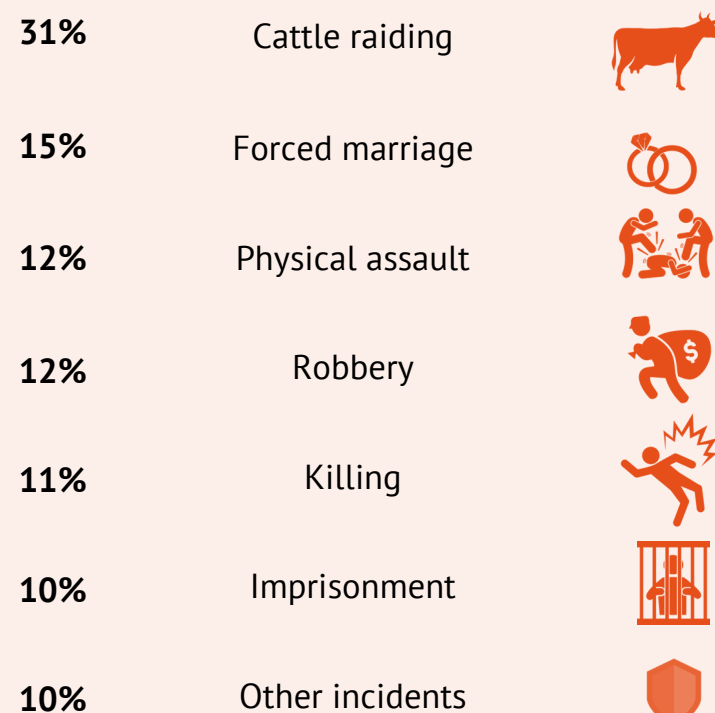 31% Cattle raiding
15% Forced marriage
12% Physical assault
12% Robbery
$
11% Killing
10% Imprisonment
10% Other incidents